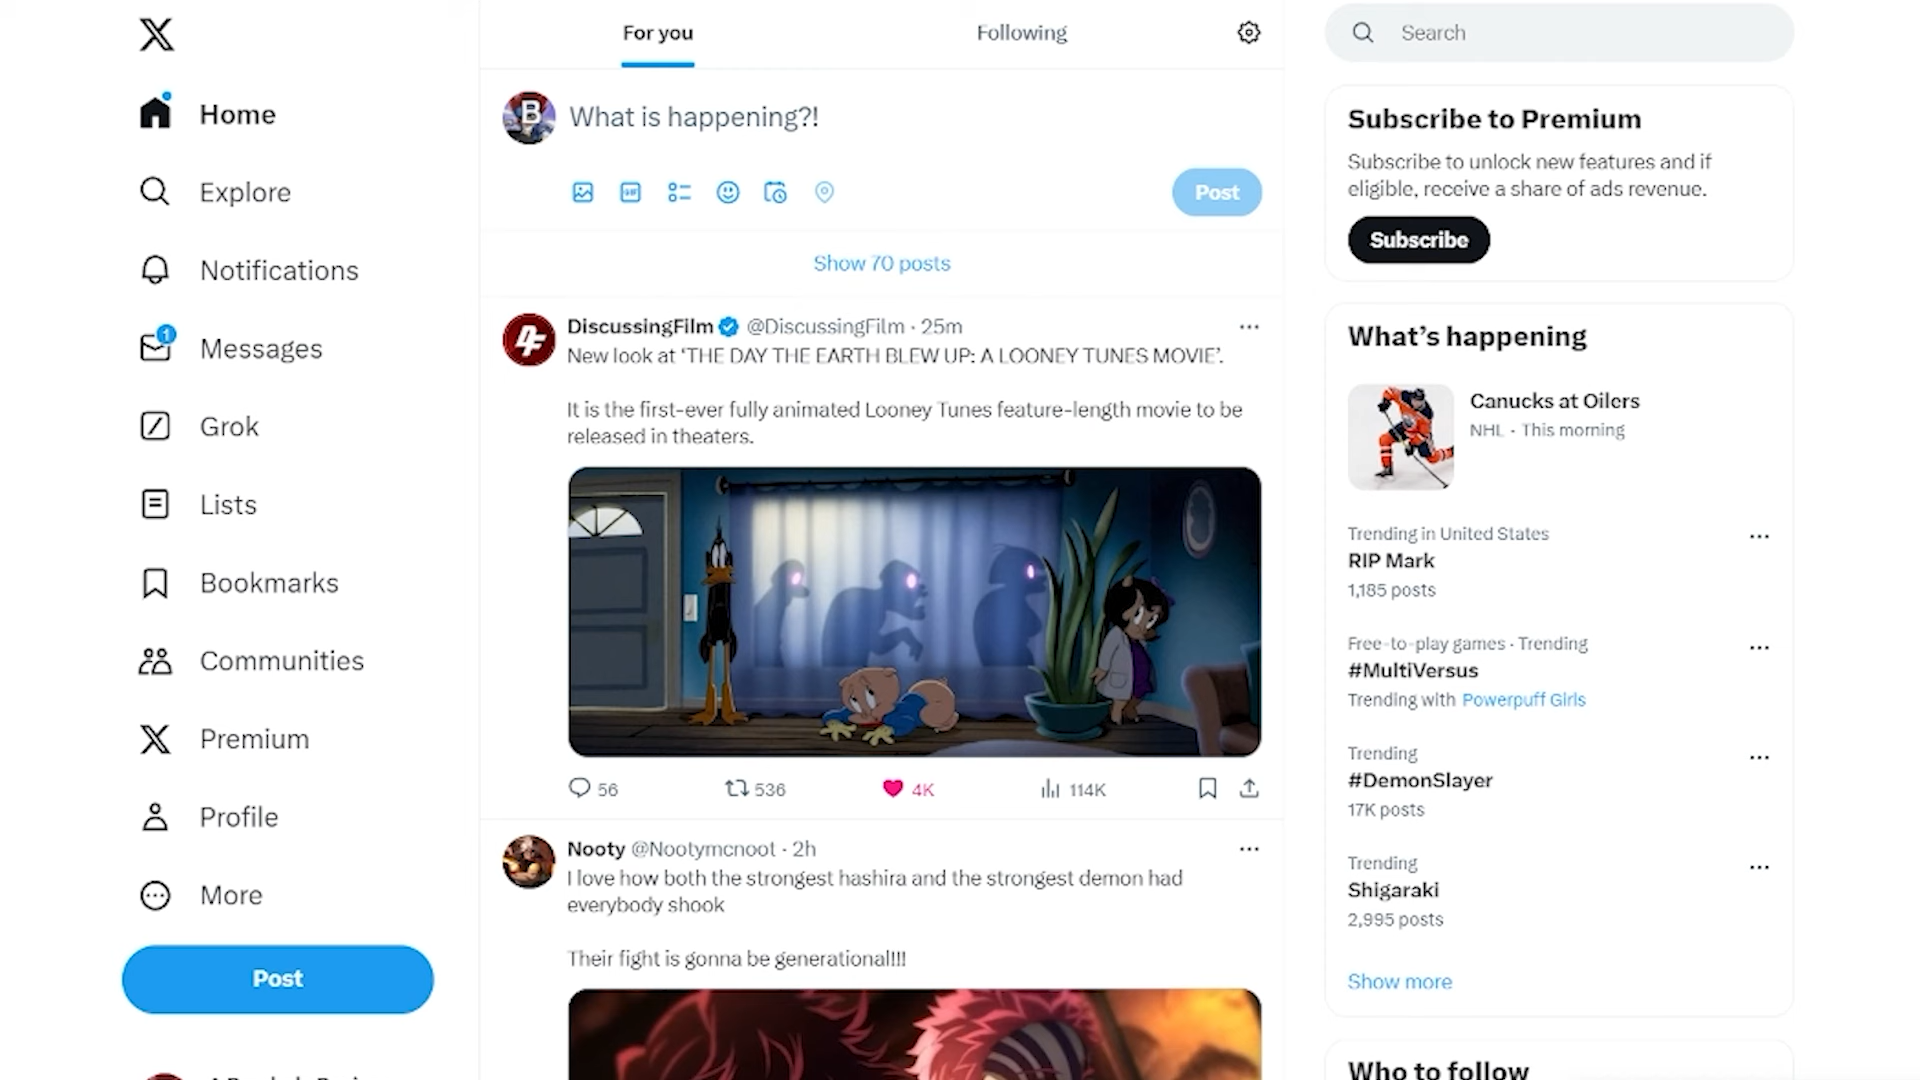 Home
Explore
Notifications
1
Messages
Grok
Lists
Bookmarks
Communities
Premium
Profile
More
Post
For you
Following
B
What is happening?!
GIF
Post
Show 70 posts
DF
DiscussingFilm @DiscussingFilm · 25m
New look at ‘THE DAY THE EARTH BLEW UP: A LOONEY TUNES MOVIE’.
It is the first-ever fully animated Looney Tunes feature-length movie to be
released in theaters.
56 536 4K 114K
Nooty @Nootymcnoot · 2h
I love how both the strongest hashira and the strongest demon had
everybody shook
Their fight is gonna be generational!!!
Search
Subscribe to Premium
Subscribe to unlock new features and if
eligible, receive a share of ads revenue.
Subscribe
What’s happening
Canucks at Oilers
NHL · This morning
Trending in United States
RIP Mark
1,185 posts
Free-to-play games · Trending
#MultiVersus
Trending with Powerpuff Girls
Trending
#DemonSlayer
17K posts
Trending
Shigaraki
2,995 posts
Show more
Who to follow